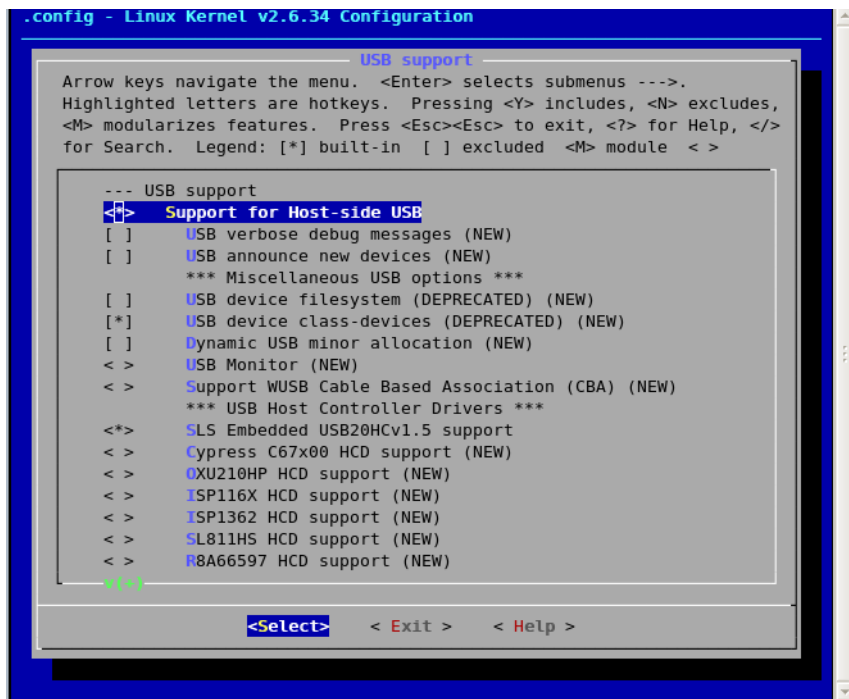 .config - Linux Kernel v2.6.34 Configuration
USB support
Arrow keys navigate the menu.  <Enter> selects submenus --->.
Highlighted letters are hotkeys.  Pressing <Y> includes, <N> excludes,
<M> modularizes features.  Press <Esc><Esc> to exit, <?> for Help, </>
for Search.  Legend: [*] built-in  [ ] excluded  <M> module  < >
--- USB support
<*>   Support for Host-side USB
[ ]     USB verbose debug messages (NEW)
[ ]     USB announce new devices (NEW)
*** Miscellaneous USB options ***
[ ]     USB device filesystem (DEPRECATED) (NEW)
[*]     USB device class-devices (DEPRECATED) (NEW)
[ ]     Dynamic USB minor allocation (NEW)
< >     USB Monitor (NEW)
< >     Support WUSB Cable Based Association (CBA) (NEW)
*** USB Host Controller Drivers ***
<*>     SLS Embedded USB20HCv1.5 support
< >     Cypress C67x00 HCD support (NEW)
< >     OXU210HP HCD support (NEW)
< >     ISP116X HCD support (NEW)
< >     ISP1362 HCD support (NEW)
< >     SL811HS HCD support (NEW)
< >     R8A66597 HCD support (NEW)
v(+)
<Select>    < Exit >    < Help >